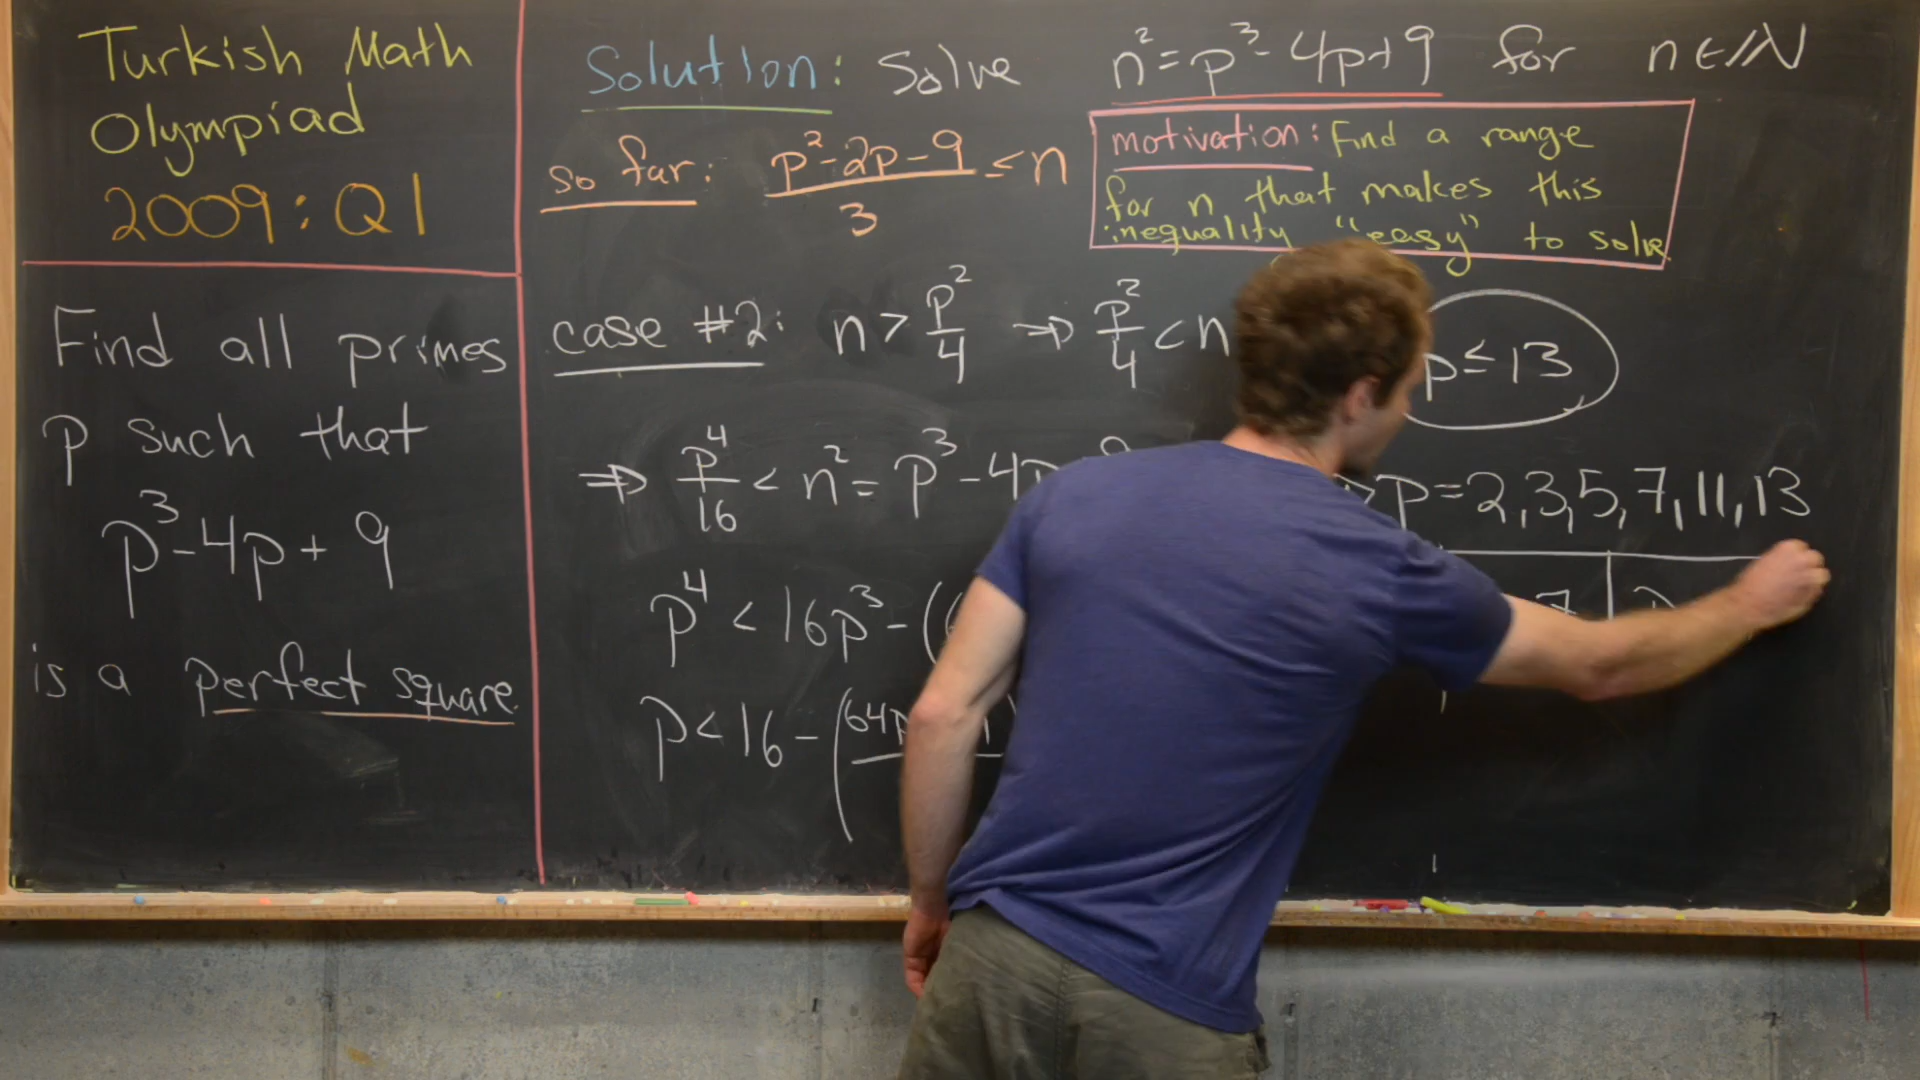 Turkish Math
Olympiad
2009: Q1
Find all primes
p such that
p³-4p+9
is a perfect square.
Solution: Solve n²=p³-4p+9 for n∈ℕ
so far: (p²-2p-9)/3 ≤ n
motivation: Find a range
for n that makes this
inequality "easy" to solve.
case #2: n > p²/4 ⇒ p²/4 < n
⇒ p⁴/16 < n² = p³-4p
p⁴ < 16p³-(
p < 16-(64p
p≤13
p=2,3,5,7,11,13